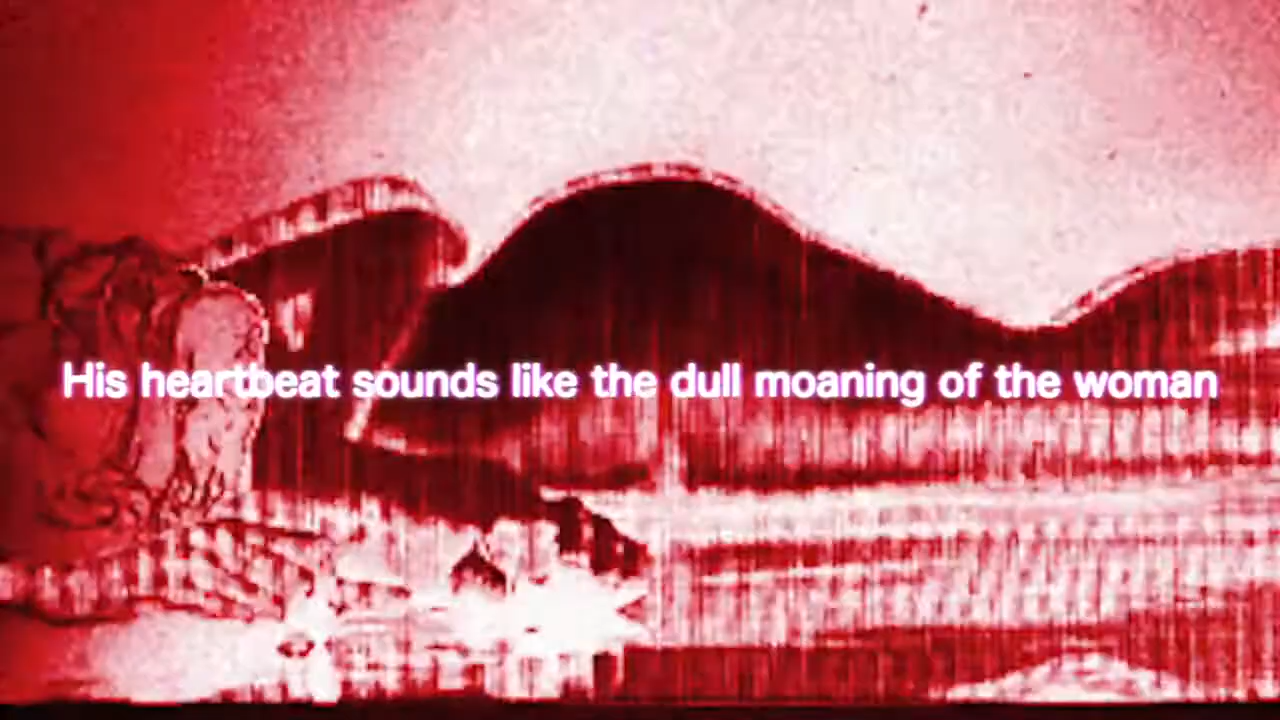 His heartbeat sounds like the dull moaning of the woman